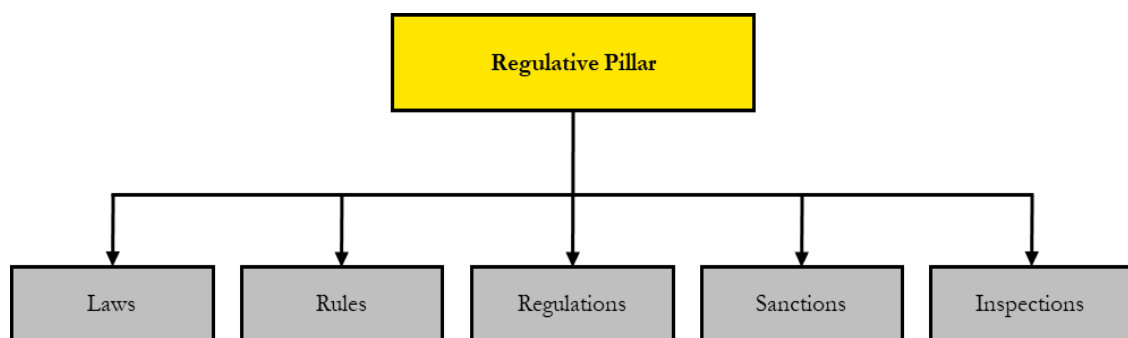 Regulative Pillar
Laws
Rules
Regulations
Sanctions
Inspections